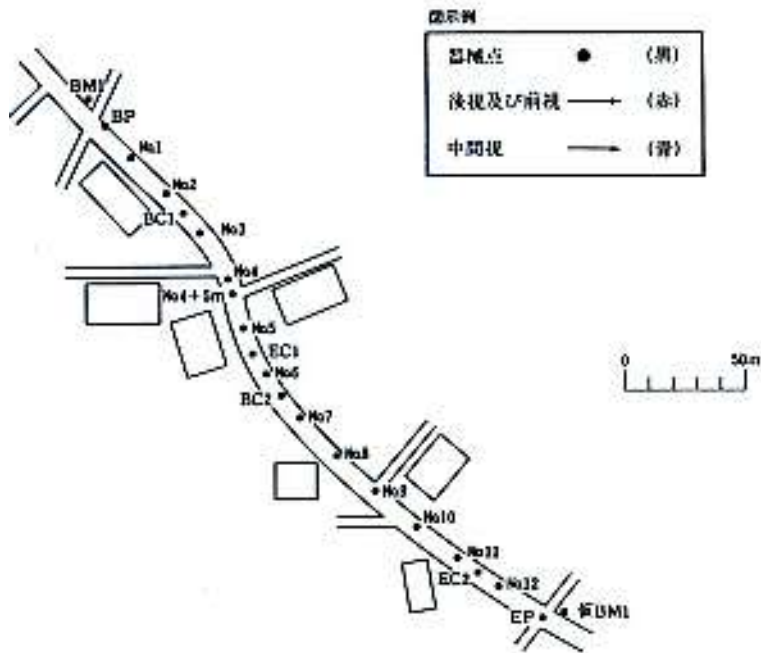 図示例
器械点 ● (黒)
後視及び前視 (赤)
中間視 (青)
BM1
BP
No1
No2
BC1
No3
No4
No4+5m
No5
EC1
No6
BC2
No7
No8
No9
No10
No11
EC2
No12
EP
仮BM1
0 50m